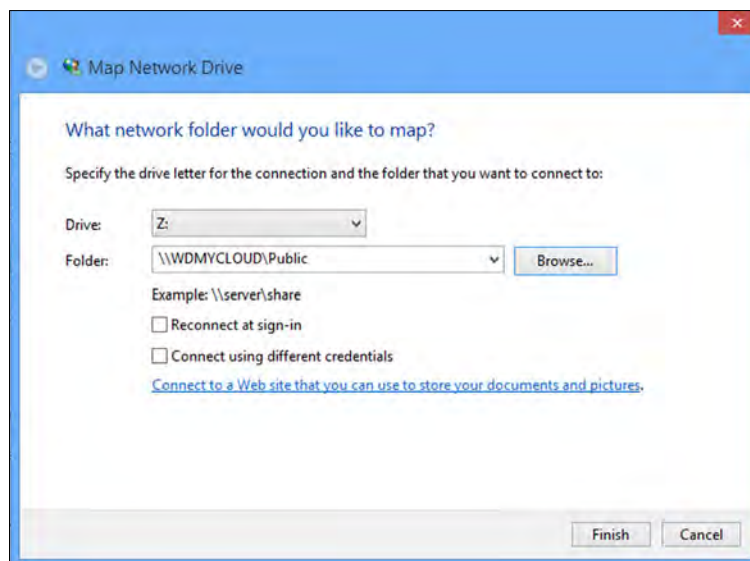 Map Network Drive
What network folder would you like to map?
Specify the drive letter for the connection and the folder that you want to connect to:
Drive: Z:
Folder: \\WDMYCLOUD\Public Browse...
Example: \\server\share
Reconnect at sign-in
Connect using different credentials
Connect to a Web site that you can use to store your documents and pictures.
Finish Cancel